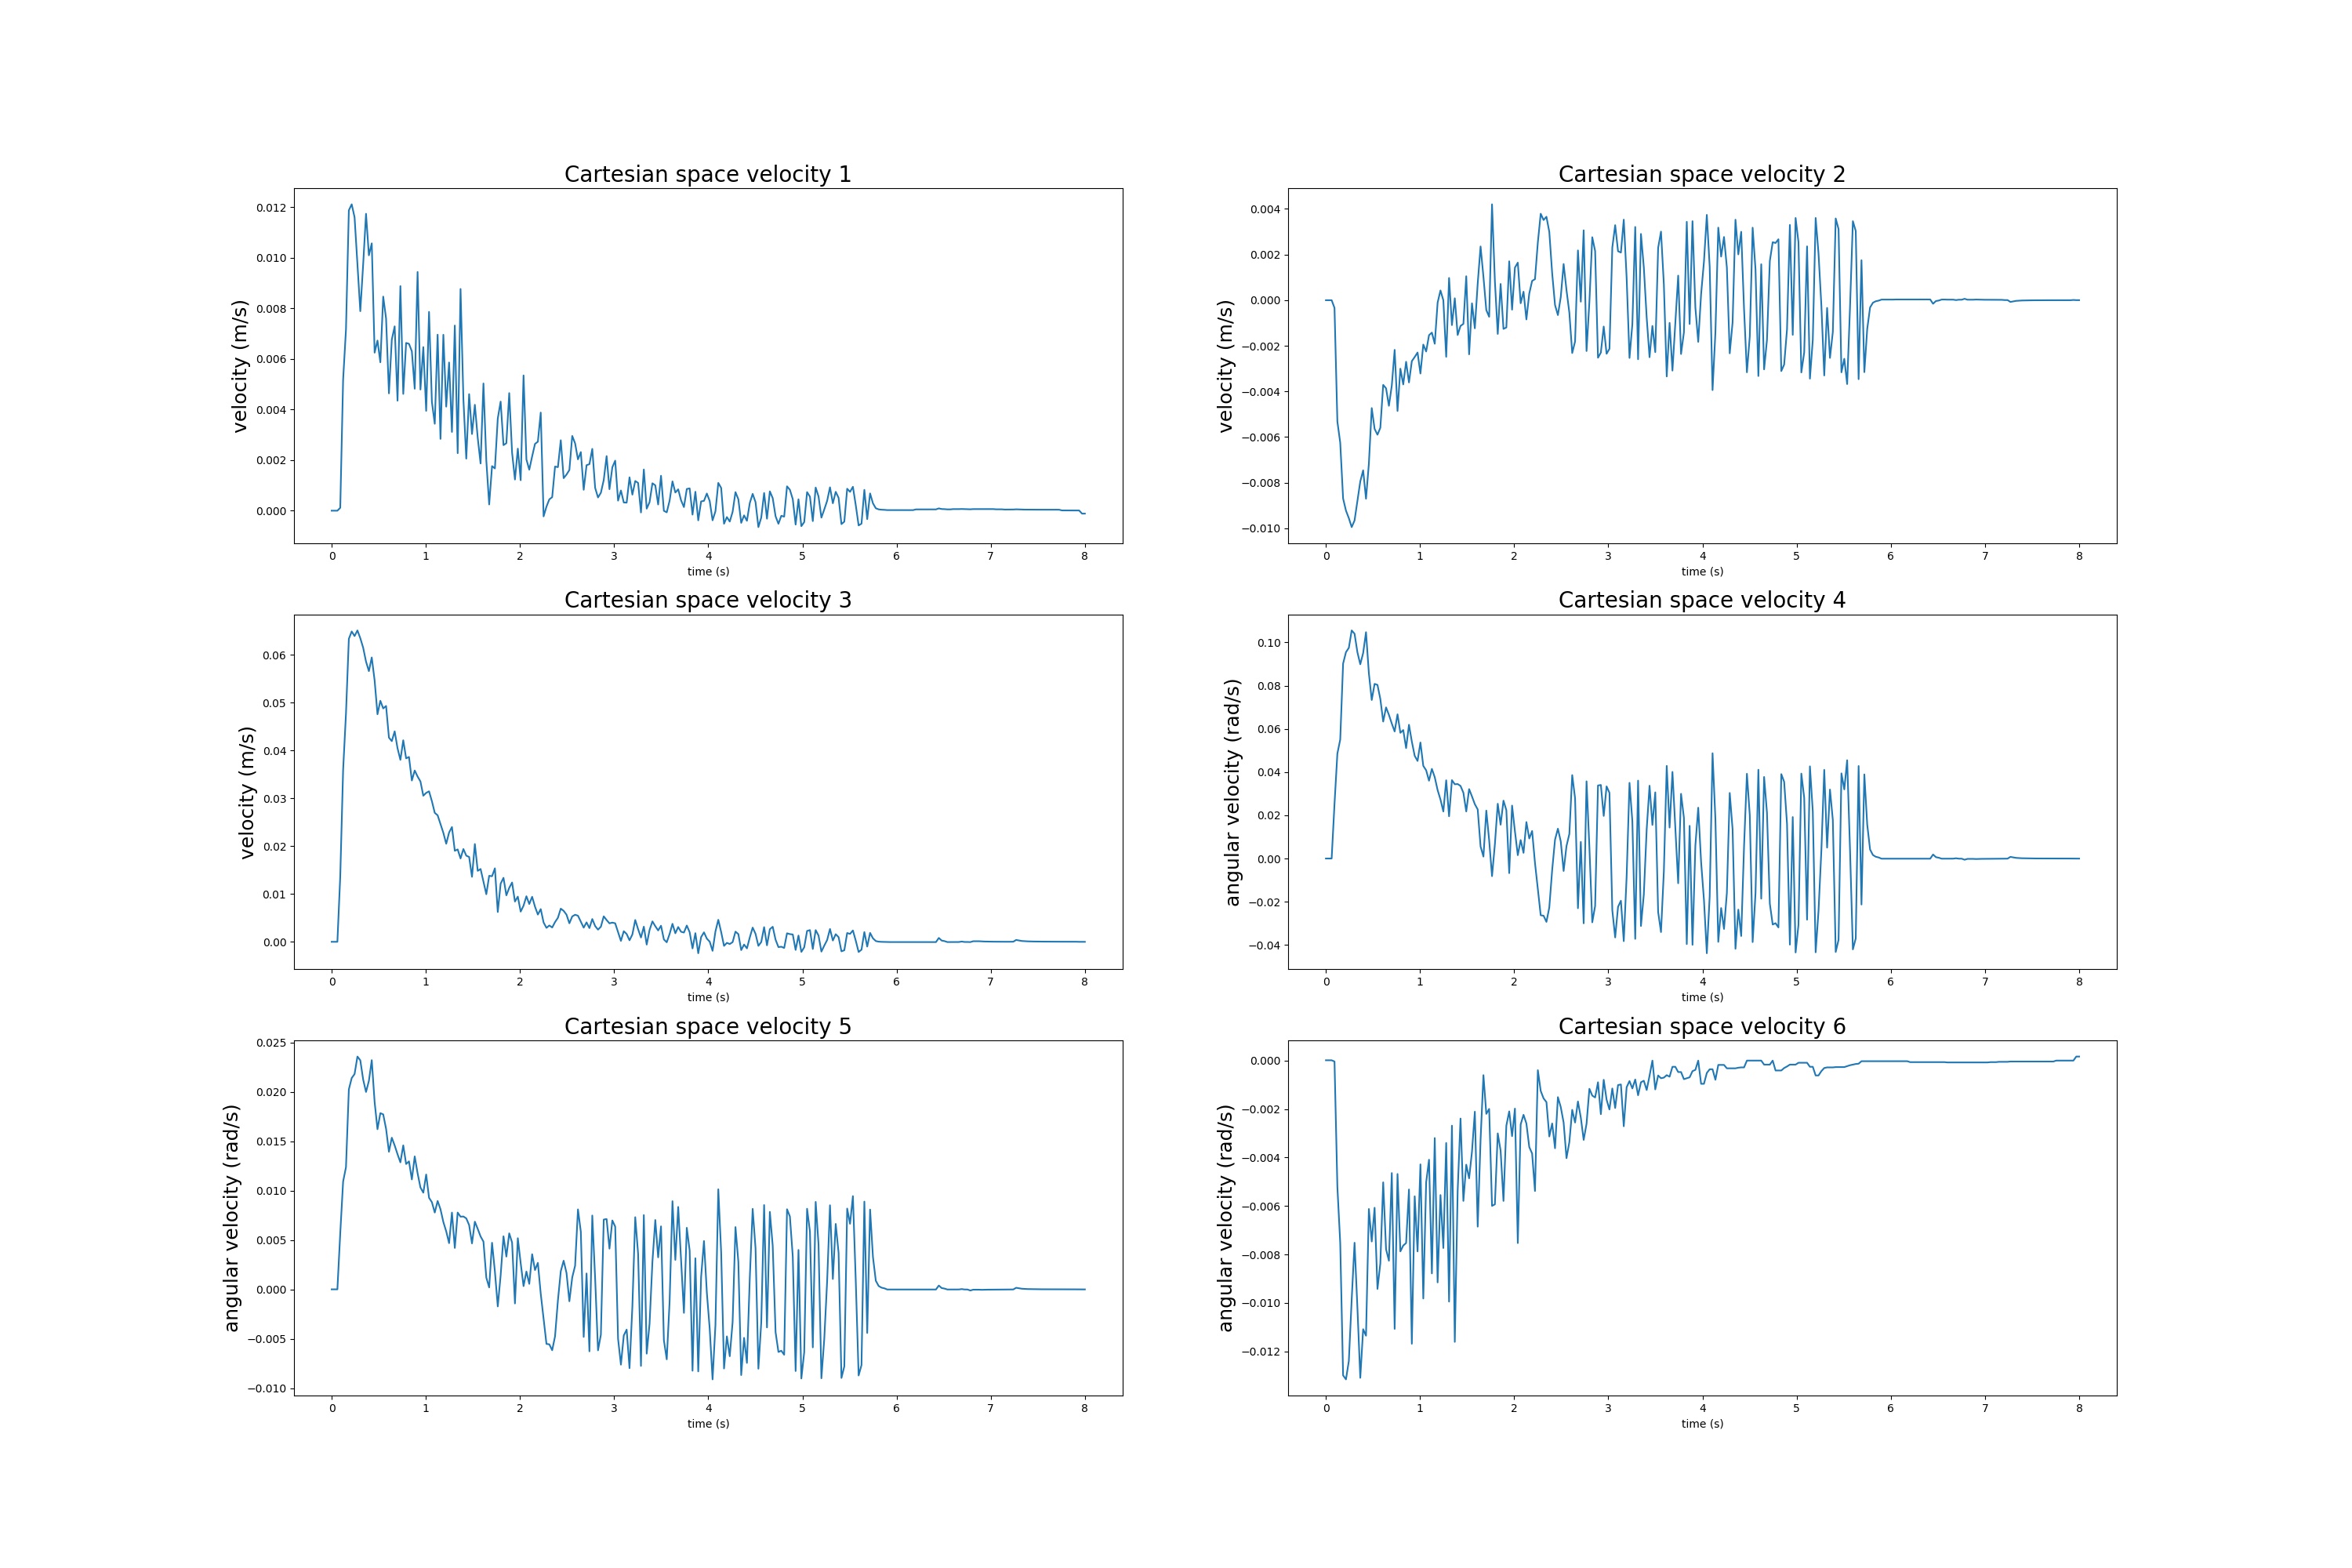 Cartesian space velocity 1
velocity (m/s)
0.012
0.010
0.008
0.006
0.004
0.002
0.000
0 1 2 3 4 5 6 7 8
time (s)
Cartesian space velocity 2
velocity (m/s)
0.004
0.002
0.000
−0.002
−0.004
−0.006
−0.008
−0.010
0 1 2 3 4 5 6 7 8
time (s)
Cartesian space velocity 3
velocity (m/s)
0.06
0.05
0.04
0.03
0.02
0.01
0.00
0 1 2 3 4 5 6 7 8
time (s)
Cartesian space velocity 4
angular velocity (rad/s)
0.10
0.08
0.06
0.04
0.02
0.00
−0.02
−0.04
0 1 2 3 4 5 6 7 8
time (s)
Cartesian space velocity 5
angular velocity (rad/s)
0.025
0.020
0.015
0.010
0.005
0.000
−0.005
−0.010
0 1 2 3 4 5 6 7 8
time (s)
Cartesian space velocity 6
angular velocity (rad/s)
0.000
−0.002
−0.004
−0.006
−0.008
−0.010
−0.012
0 1 2 3 4 5 6 7 8
time (s)